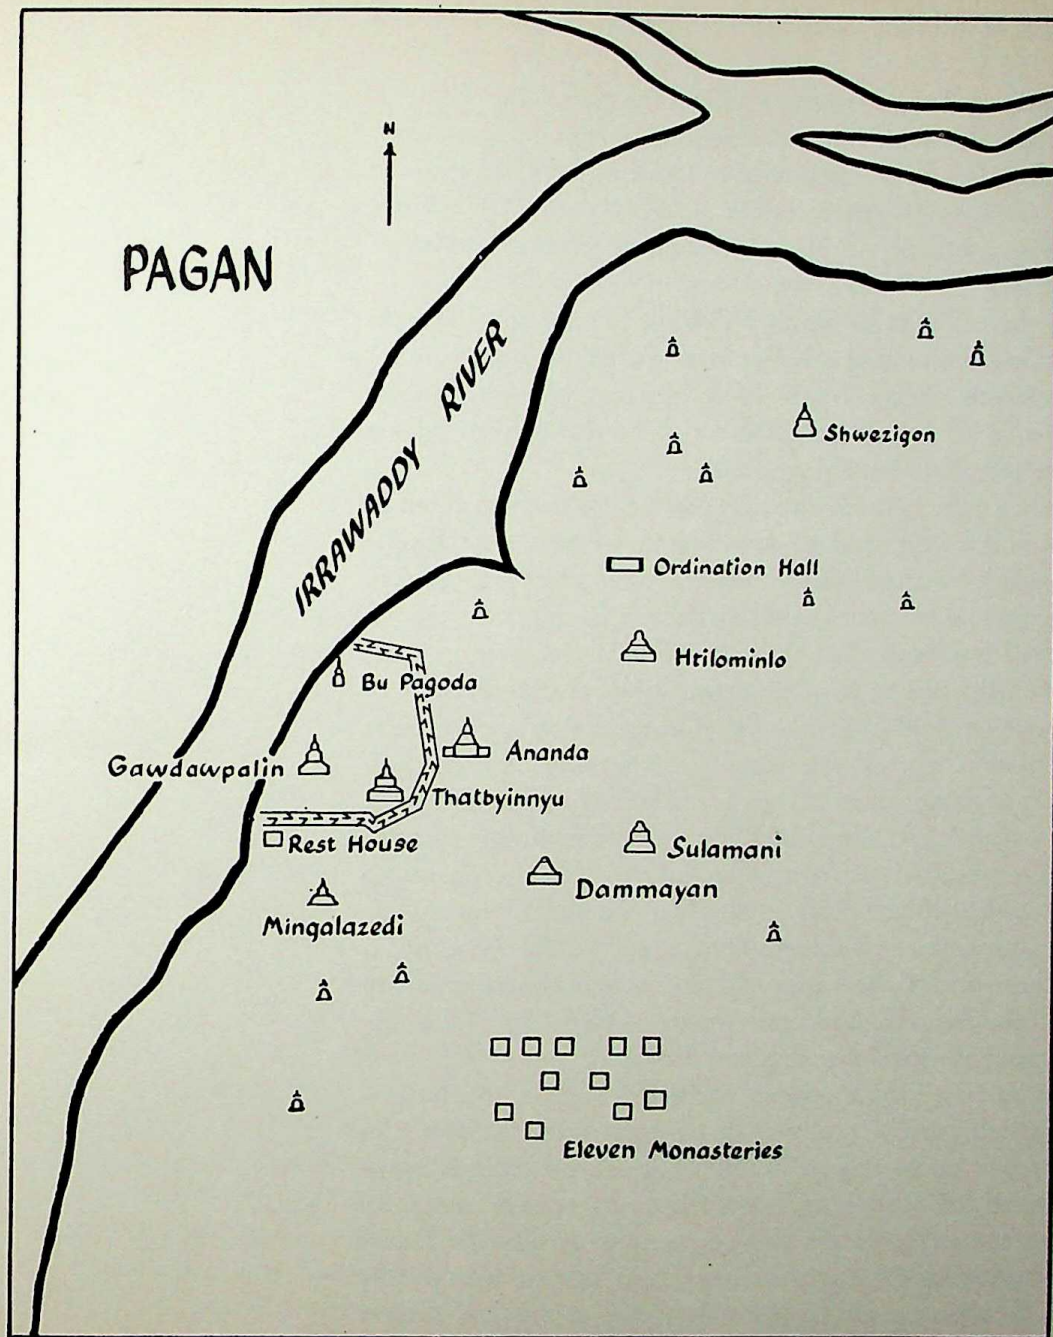 N
PAGAN
IRRAWADDY RIVER
Shwezigon
Ordination Hall
Htilominlo
Bu Pagoda
Ananda
Gawdawpalin
Thatbyinnyu
Rest House
Sulamani
Dammayan
Mingalazedi
Eleven Monasteries